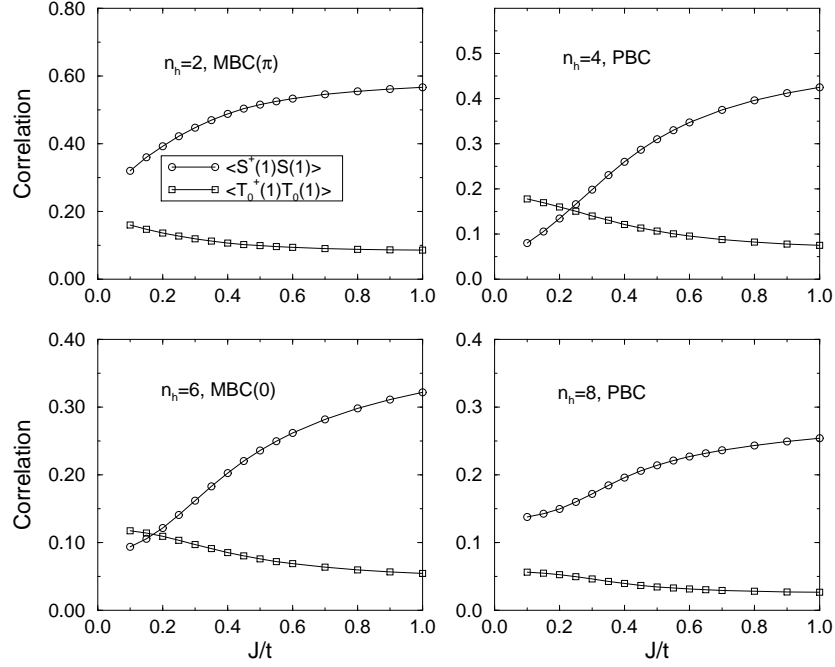 0.80
0.60
0.40
0.20
0.00
Correlation
0.0 0.2 0.4 0.6 0.8 1.0
n_h=2, MBC(π)
<S^+(1)S(1)>
<T_0^+(1)T_0(1)>
0.5
0.4
0.3
0.2
0.1
0.0
0.0 0.2 0.4 0.6 0.8 1.0
n_h=4, PBC
0.40
0.30
0.20
0.10
0.00
Correlation
0.0 0.2 0.4 0.6 0.8 1.0
J/t
n_h=6, MBC(0)
0.4
0.3
0.2
0.1
0.0
0.0 0.2 0.4 0.6 0.8 1.0
J/t
n_h=8, PBC